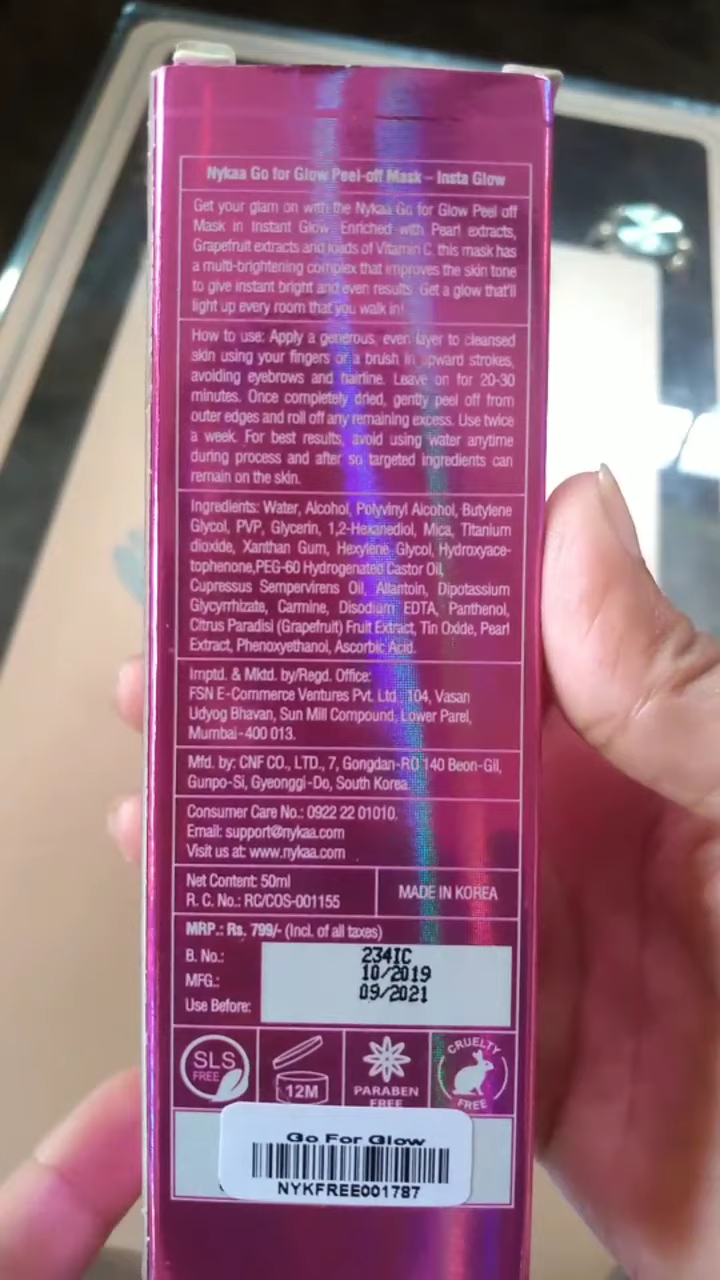 Nykaa Go for Glow Peel-off Mask – Insta Glow
Get your glam on with the Nykaa Go for Glow Peel off
Mask in Instant Glow. Enriched with Pearl extracts,
Grapefruit extracts and loads of Vitamin C, this mask has
a multi-brightening complex that improves the skin tone
to give instant bright and even results. Get a glow that'll
light up every room that you walk in!
How to use: Apply a generous, even layer to cleansed
skin using your fingers or a brush in upward strokes,
avoiding eyebrows and hairline. Leave on for 20-30
minutes. Once completely dried, gently peel off from
outer edges and roll off any remaining excess. Use twice
a week. For best results, avoid using water anytime
during process and after so targeted ingredients can
remain on the skin.
Ingredients: Water, Alcohol, Polyvinyl Alcohol, Butylene
Glycol, PVP, Glycerin, 1,2-Hexanediol, Mica, Titanium
dioxide, Xanthan Gum, Hexylene Glycol, Hydroxyace-
tophenone,PEG-60 Hydrogenated Castor Oil,
Cupressus Sempervirens Oil, Allantoin, Dipotassium
Glycyrrhizate, Carmine, Disodium EDTA, Panthenol,
Citrus Paradisi (Grapefruit) Fruit Extract, Tin Oxide, Pearl
Extract, Phenoxyethanol, Ascorbic Acid.
Imptd. & Mktd. by/Regd. Office:
FSN E-Commerce Ventures Pvt. Ltd., 104, Vasan
Udyog Bhavan, Sun Mill Compound, Lower Parel,
Mumbai-400 013.
Mfd. by: CNF CO., LTD., 7, Gongdan-RO 140 Beon-Gil,
Gunpo-Si, Gyeonggi-Do, South Korea.
Consumer Care No.: 0922 22 01010.
Email: support@nykaa.com
Visit us at: www.nykaa.com
Net Content: 50ml
R. C. No.: RC/COS-001155
MADE IN KOREA
MRP.: Rs. 799/- (Incl. of all taxes)
B. No.: 234IC
MFG.: 10/2019
Use Before: 09/2021
SLS
FREE
12M
PARABEN
FREE
CRUELTY
FREE
Go For Glow
NYKFREE001787